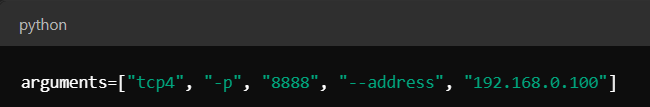 python
arguments=["tcp4", "-p", "8888", "--address", "192.168.0.100"]